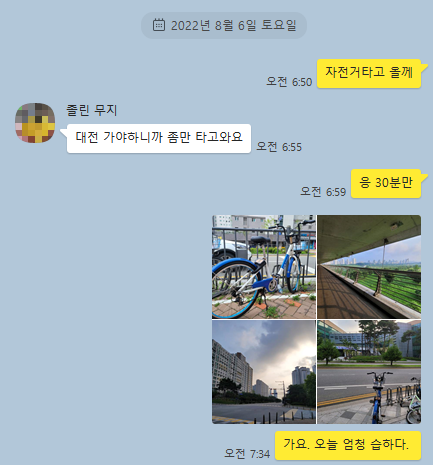 2022년 8월 6일 토요일
자전거타고 올께
오전 6:50
졸린 무지
대전 가야하니까 좀만 타고와요
오전 6:55
응 30분만
오전 6:59
가요. 오늘 엄청 습하다.
오전 7:34